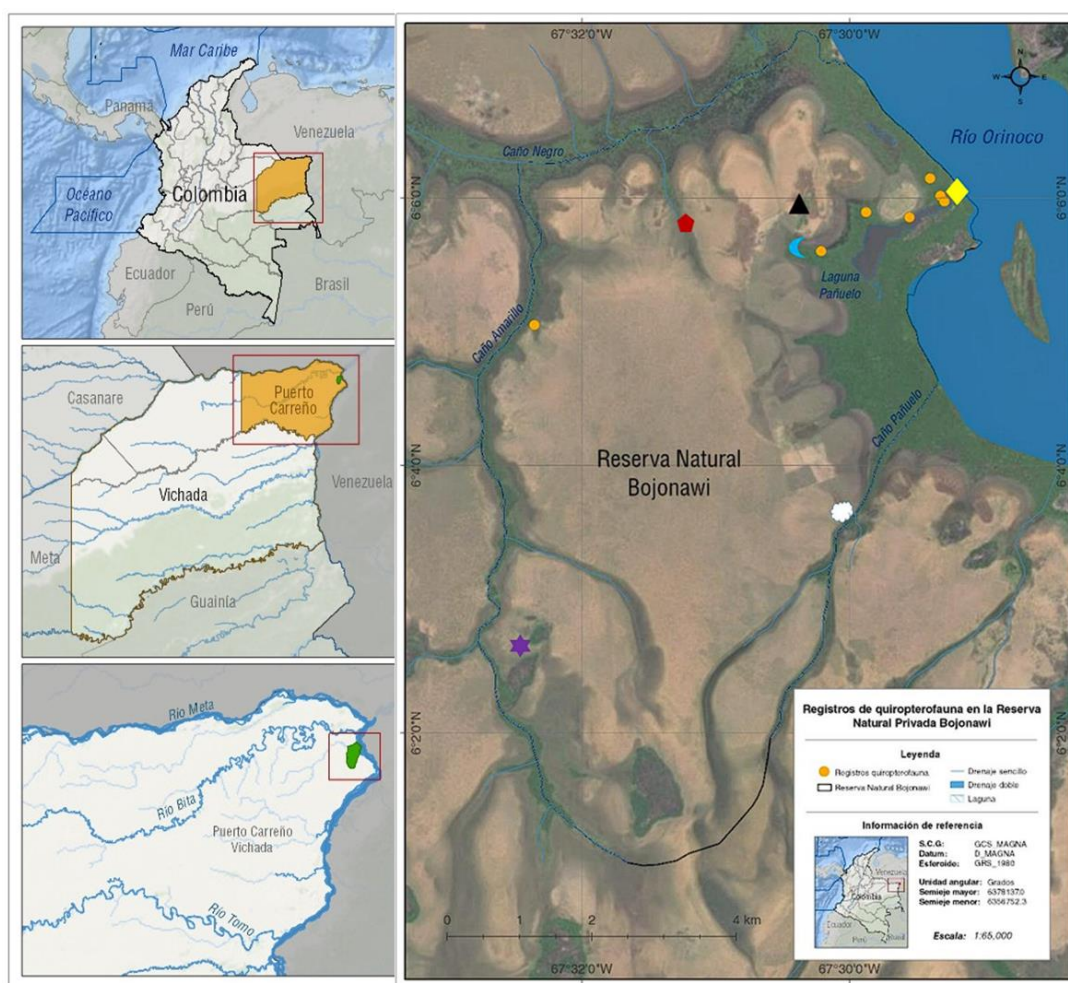 Mar Caribe
Panamá
Venezuela
Océano
Pacífico
Colombia
Ecuador
Perú
Brasil
Casanare
Puerto
Carreño
Vichada
Venezuela
Meta
Guainía
Río Meta
Río Bita
Puerto Carreño
Vichada
Río Tomo
67°32'0"W
67°30'0"W
N
W
E
S
Río Orinoco
Caño Negro
6°6'0"N
6°6'0"N
Laguna
Pañuelo
Caño Amarillo
Caño Pañuelo
6°4'0"N
6°4'0"N
Reserva Natural
Bojonawi
6°2'0"N
6°2'0"N
0
2
4 km
67°32'0"W
67°30'0"W
Registros de quiropterofauna en la Reserva
Natural Privada Bojonawi
Leyenda
Registros quiropterofauna
Reserva Natural Bojonawi
Drenaje sencillo
Drenaje doble
Laguna
Información de referencia
Venezuela
Colombia
Ecuador
Perú
Brasil
S.C.G: GCS_MAGNA
Datum: D_MAGNA
Esferoide: GRS_1980
Unidad angular: Grados
Semieje mayor: 6378137.0
Semieje menor: 6356752.3
Escala: 1:65,000